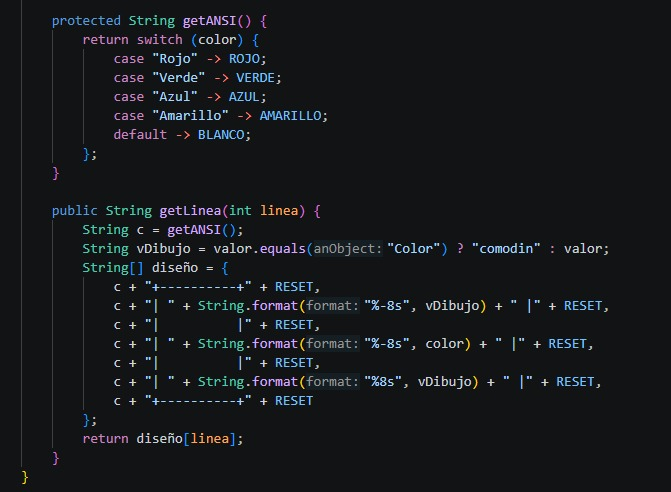 protected String getANSI() {
    return switch (color) {
        case "Rojo" -> ROJO;
        case "Verde" -> VERDE;
        case "Azul" -> AZUL;
        case "Amarillo" -> AMARILLO;
        default -> BLANCO;
    };
}
public String getLinea(int linea) {
    String c = getANSI();
    String vDibujo = valor.equals(anObject: "Color") ? "comodin" : valor;
    String[] diseño = {
        c + "+----------+" + RESET,
        c + "| " + String.format(format: "%-8s", vDibujo) + " |" + RESET,
        c + "|          |" + RESET,
        c + "| " + String.format(format: "%-8s", color) + " |" + RESET,
        c + "|          |" + RESET,
        c + "| " + String.format(format: "%8s", vDibujo) + " |" + RESET,
        c + "+----------+" + RESET
    };
    return diseño[linea];
}
}